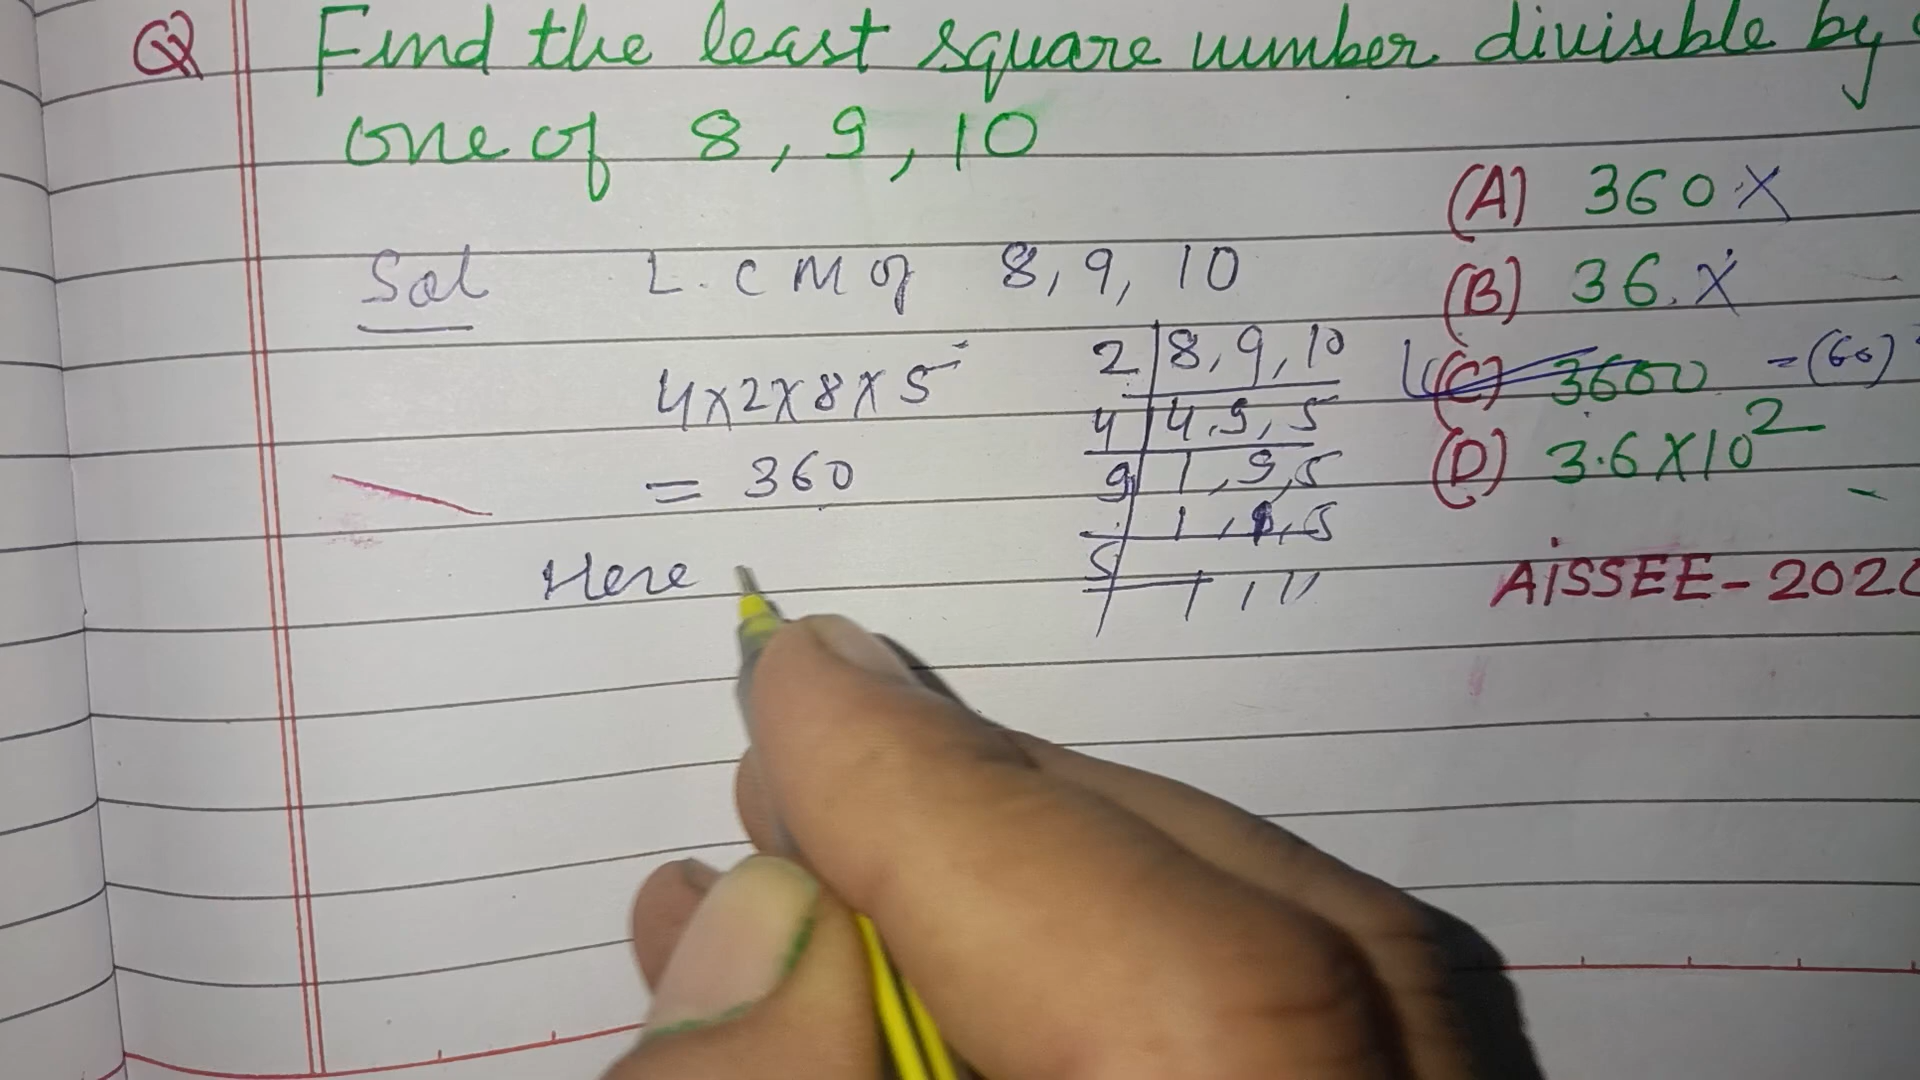 Q Find the least square number divisible by
one of 8, 9, 10
(A) 360 X
Sol L.C M of 8, 9, 10
(B) 36. X
2 | 8, 9, 10
(C) 3600 = (60)
4x2x8x5
4 | 4, 9, 5
(D) 3.6 X 10²
= 360
9 | 1, 9, 5
1, 1, 5
5
Here
1, 1 1
AiSSEE - 202